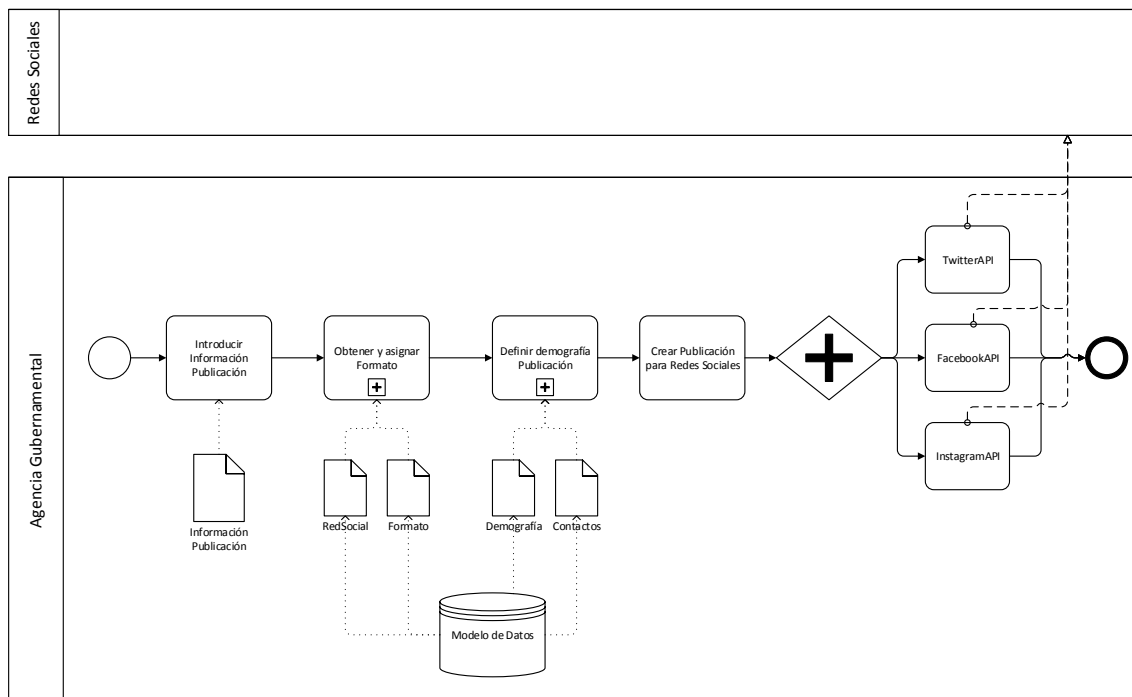 Redes Sociales
Agencia Gubernamental
Introducir
Información
Publicación
Obtener y asignar
Formato
Definir demografía
Publicación
Crear Publicación
para Redes Sociales
TwitterAPI
FacebookAPI
InstagramAPI
Información
Publicación
RedSocial
Formato
Demografía
Contactos
Modelo de Datos